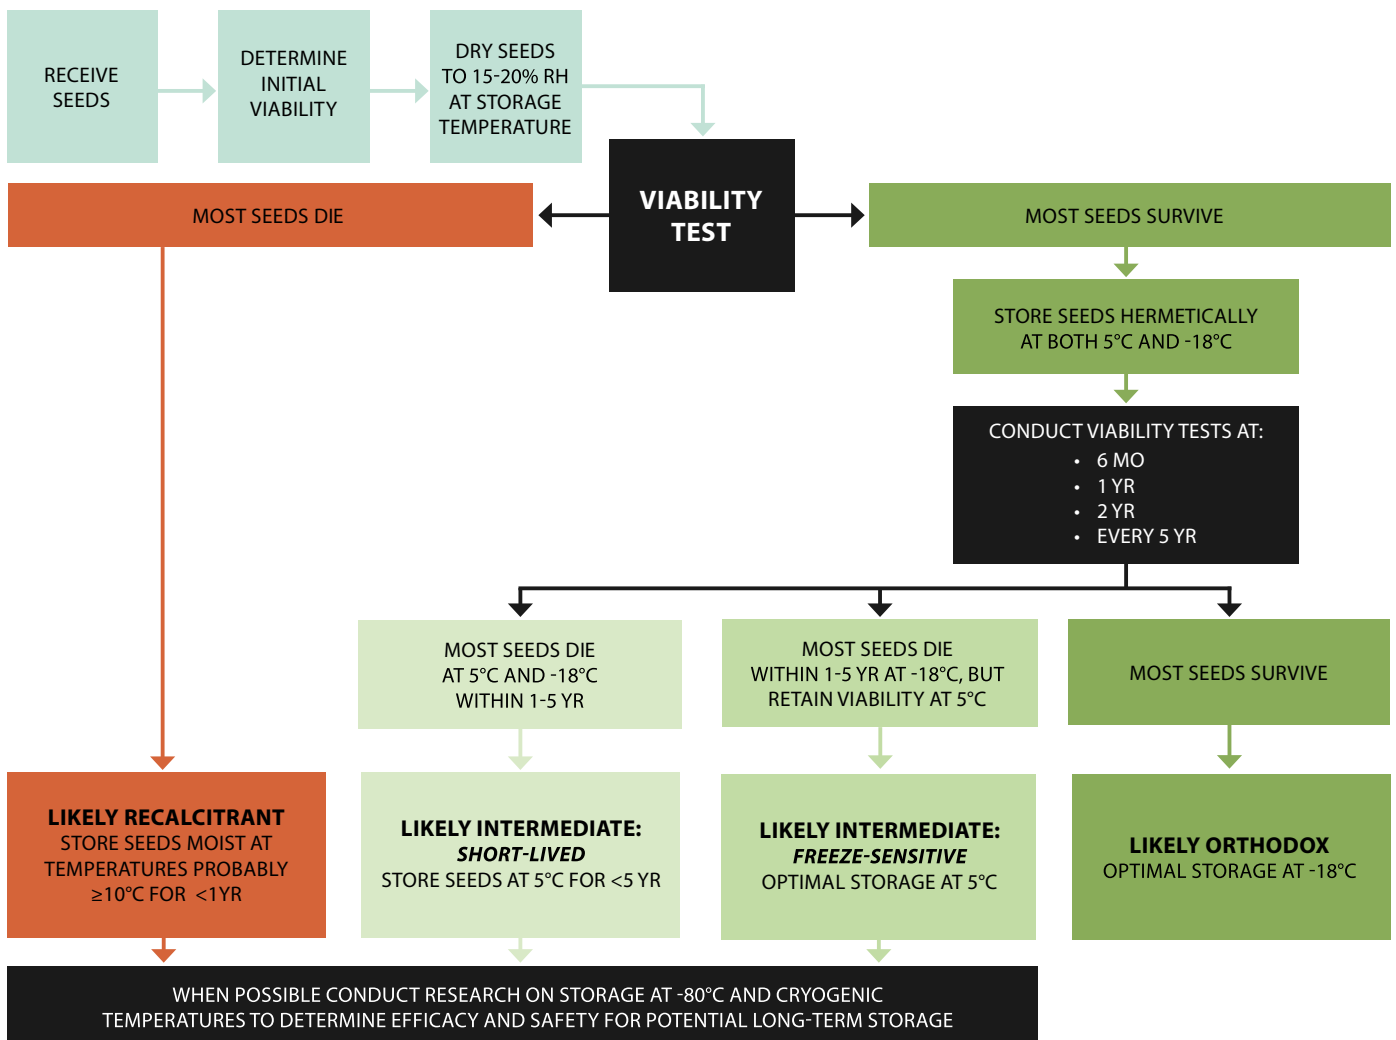 RECEIVE
SEEDS
DETERMINE
INITIAL
VIABILITY
DRY SEEDS
TO 15-20% RH
AT STORAGE
TEMPERATURE
VIABILITY
TEST
MOST SEEDS DIE
MOST SEEDS SURVIVE
STORE SEEDS HERMETICALLY
AT BOTH 5°C AND -18°C
CONDUCT VIABILITY TESTS AT:
• 6 MO
• 1 YR
• 2 YR
• EVERY 5 YR
MOST SEEDS DIE
AT 5°C AND -18°C
WITHIN 1-5 YR
MOST SEEDS DIE
WITHIN 1-5 YR AT -18°C, BUT
RETAIN VIABILITY AT 5°C
MOST SEEDS SURVIVE
LIKELY RECALCITRANT
STORE SEEDS MOIST AT
TEMPERATURES PROBABLY
≥10°C FOR <1YR
LIKELY INTERMEDIATE:
SHORT-LIVED
STORE SEEDS AT 5°C FOR <5 YR
LIKELY INTERMEDIATE:
FREEZE-SENSITIVE
OPTIMAL STORAGE AT 5°C
LIKELY ORTHODOX
OPTIMAL STORAGE AT -18°C
WHEN POSSIBLE CONDUCT RESEARCH ON STORAGE AT -80°C AND CRYOGENIC
TEMPERATURES TO DETERMINE EFFICACY AND SAFETY FOR POTENTIAL LONG-TERM STORAGE